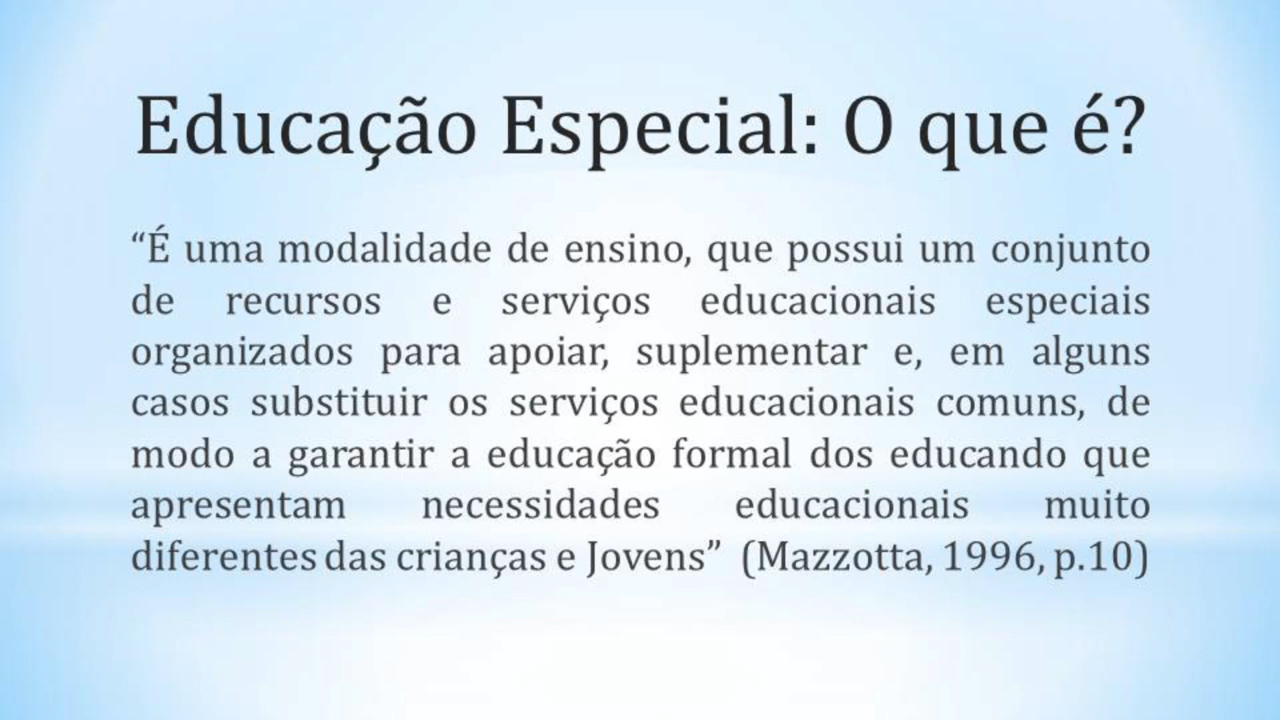 Educação Especial: O que é?
“É uma modalidade de ensino, que possui um conjunto
de recursos e serviços educacionais especiais
organizados para apoiar, suplementar e, em alguns
casos substituir os serviços educacionais comuns, de
modo a garantir a educação formal dos educando que
apresentam necessidades educacionais muito
diferentes das crianças e Jovens” (Mazzotta, 1996, p.10)